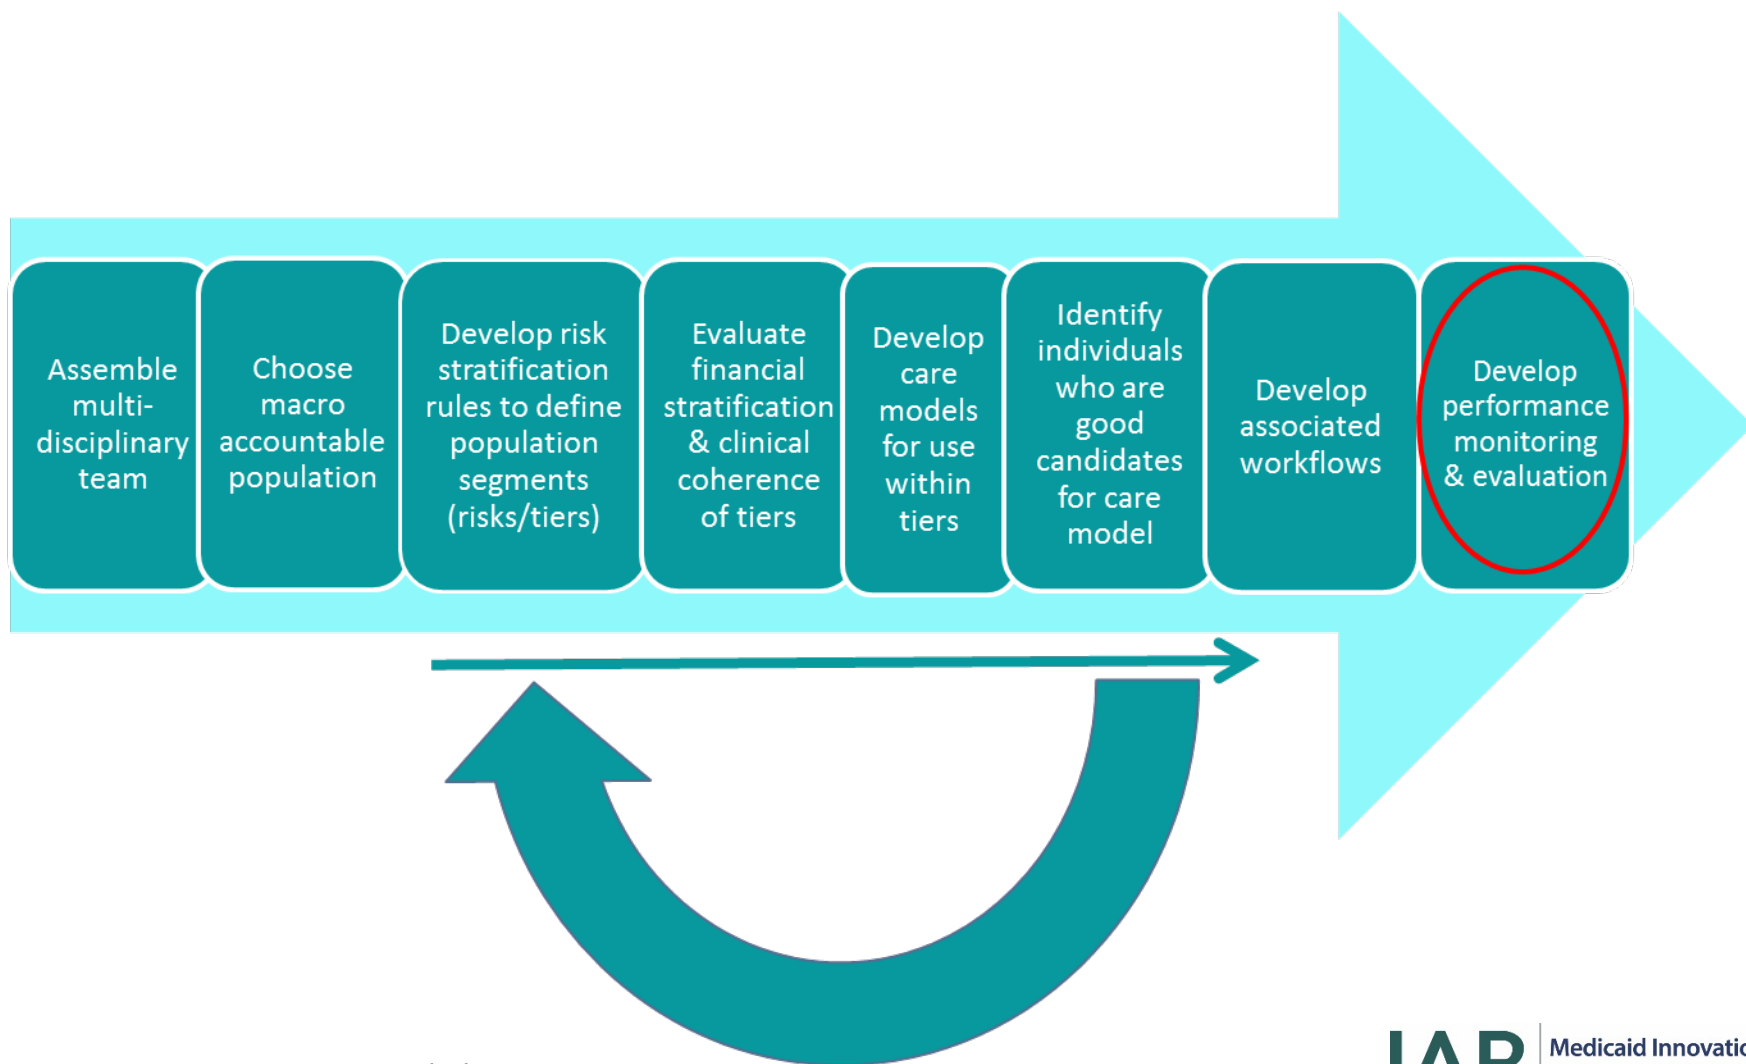 Assemble
multi-
disciplinary
team
Choose
macro
accountable
population
Develop risk
stratification
rules to define
population
segments
(risks/tiers)
Evaluate
financial
stratification
& clinical
coherence
of tiers
Develop
care
models
for use
within
tiers
Identify
individuals
who are
good
candidates
for care
model
Develop
associated
workflows
Develop
performance
monitoring
& evaluation
IAP
Medicaid